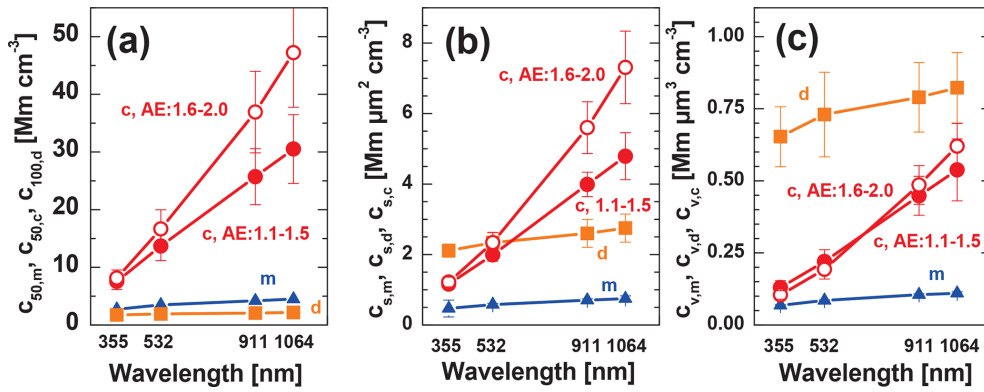 (a)
c50,m, c50,c, c100,d [Mm cm-3]
50
40
30
20
10
0
c, AE:1.6-2.0
c, AE:1.1-1.5
m
d
355 532 911 1064
Wavelength [nm]
(b)
cs,m, cs,d, cs,c [Mm µm2 cm-3]
8
6
4
2
0
c, AE:1.6-2.0
c, 1.1-1.5
d
m
355 532 911 1064
Wavelength [nm]
(c)
cv,m, cv,d, cv,c [Mm µm3 cm-3]
1.00
0.75
0.50
0.25
0.00
d
c, AE:1.6-2.0
c, AE:1.1-1.5
m
355 532 911 1064
Wavelength [nm]